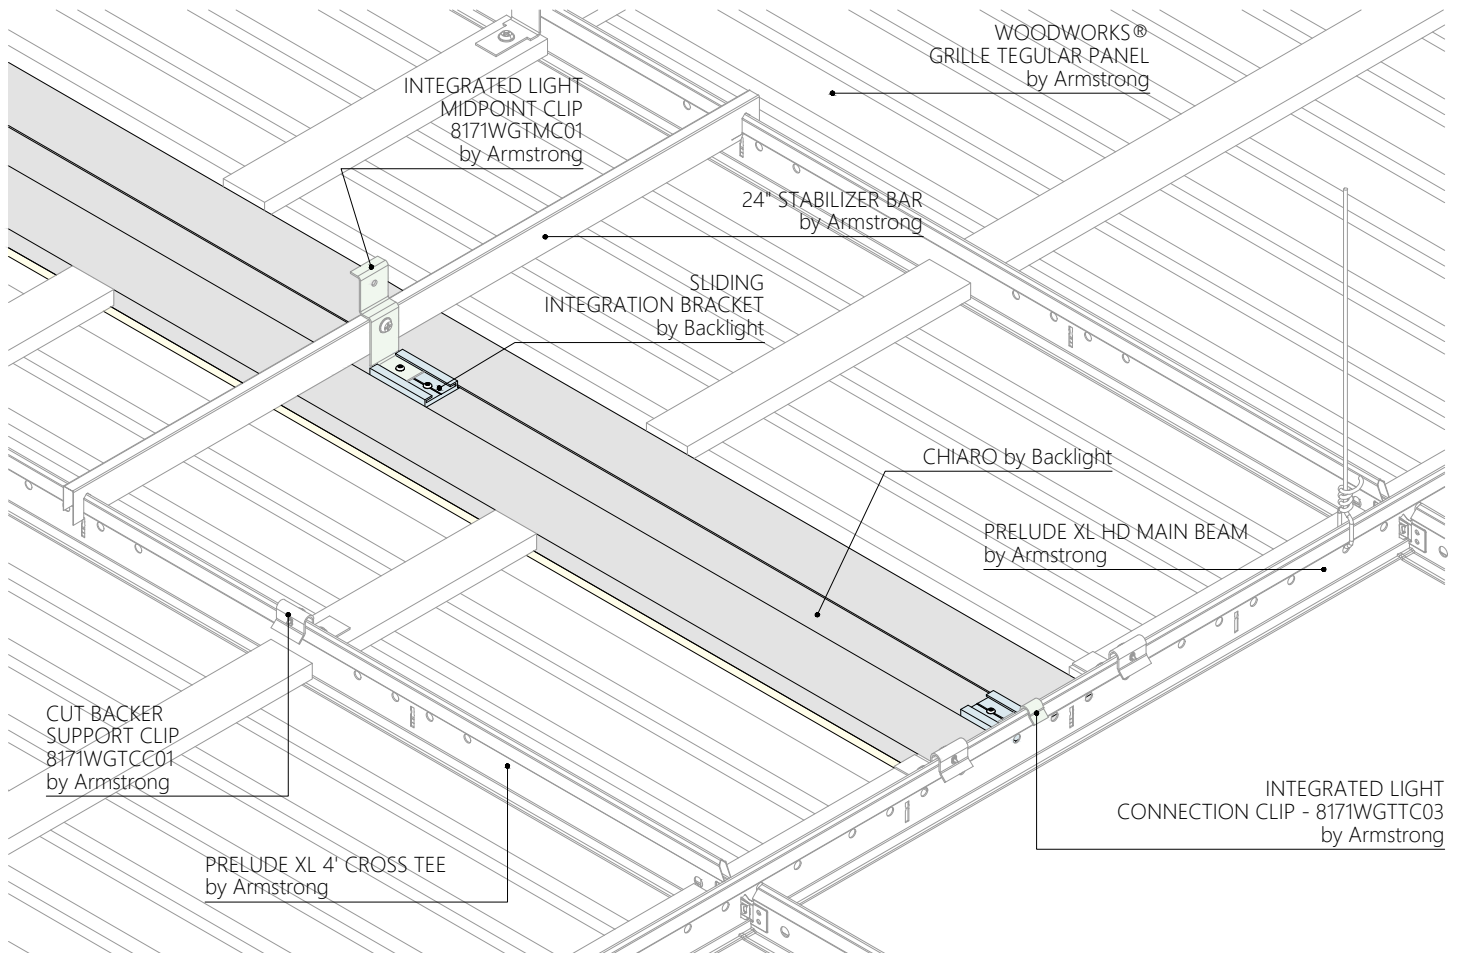 WOODWORKS®
GRILLE TEGULAR PANEL
by Armstrong
INTEGRATED LIGHT
MIDPOINT CLIP
8171WGTMC01
by Armstrong
24" STABILIZER BAR
by Armstrong
SLIDING
INTEGRATION BRACKET
by Backlight
CHIARO by Backlight
PRELUDE XL HD MAIN BEAM
by Armstrong
CUT BACKER
SUPPORT CLIP
8171WGTCC01
by Armstrong
INTEGRATED LIGHT
CONNECTION CLIP - 8171WGTTC03
by Armstrong
PRELUDE XL 4' CROSS TEE
by Armstrong